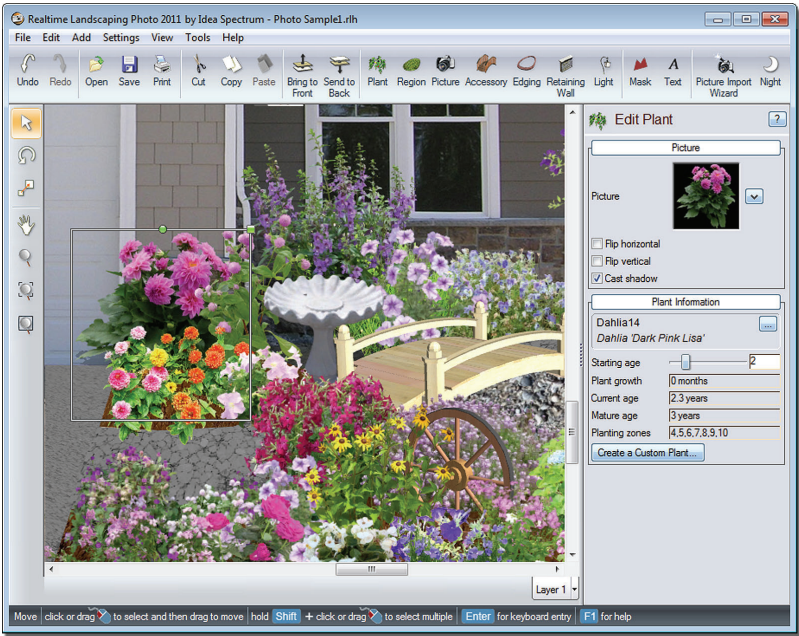 Realtime Landscaping Photo 2011 by Idea Spectrum - Photo Sample1.rlh
File Edit Add Settings View Tools Help
Undo Redo Open Save Print Cut Copy Paste Bring to Front Send to Back Plant Region Picture Accessory Edging Retaining Wall Light Mask Text Picture Import Wizard Night
Edit Plant ?
Picture
Picture
Flip horizontal
Flip vertical
Cast shadow
Plant Information
Dahlia14 ...
Dahlia 'Dark Pink Lisa'
Starting age 2
Plant growth 0 months
Current age 2.3 years
Mature age 3 years
Planting zones 4,5,6,7,8,9,10
Create a Custom Plant...
Layer 1
Move click or drag to select and then drag to move hold Shift + click or drag to select multiple Enter for keyboard entry F1 for help